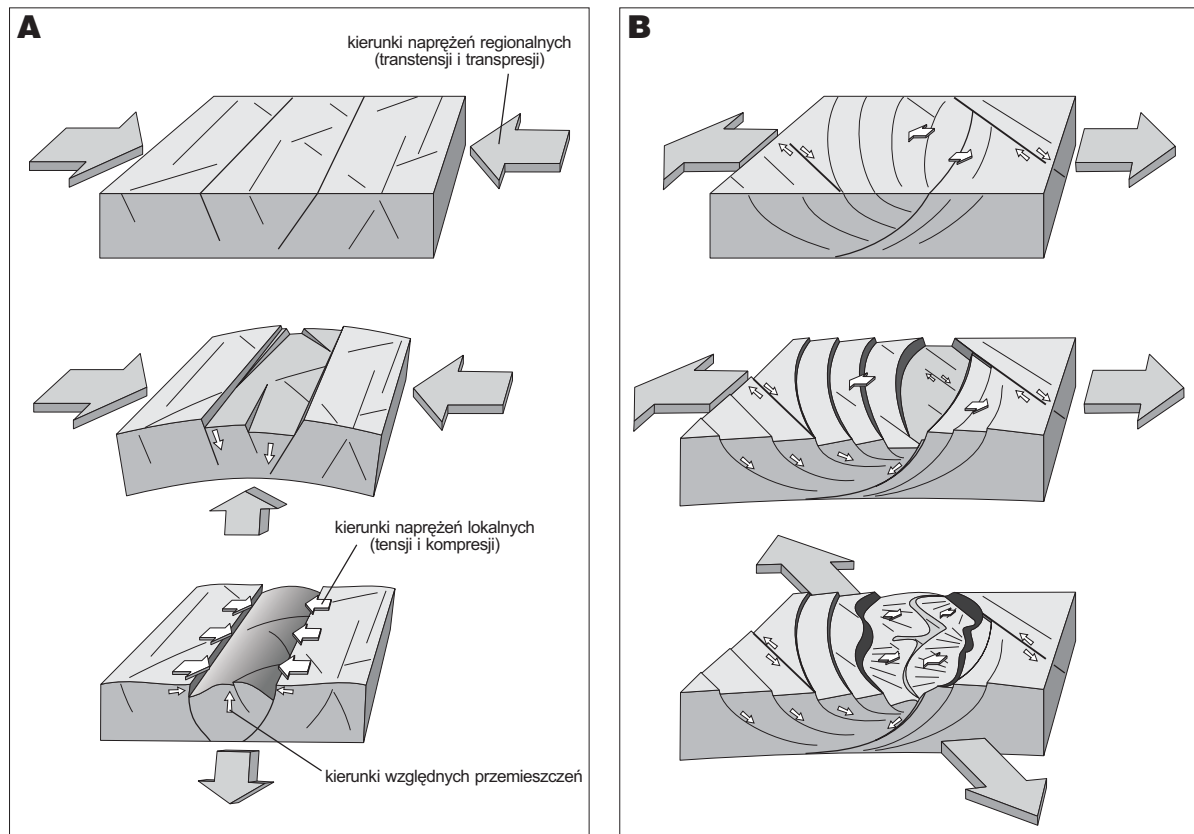 A
kierunki naprężeń regionalnych
(transtensji i transpresji)
kierunki naprężeń lokalnych
(tensji i kompresji)
kierunki względnych przemieszczeń
B